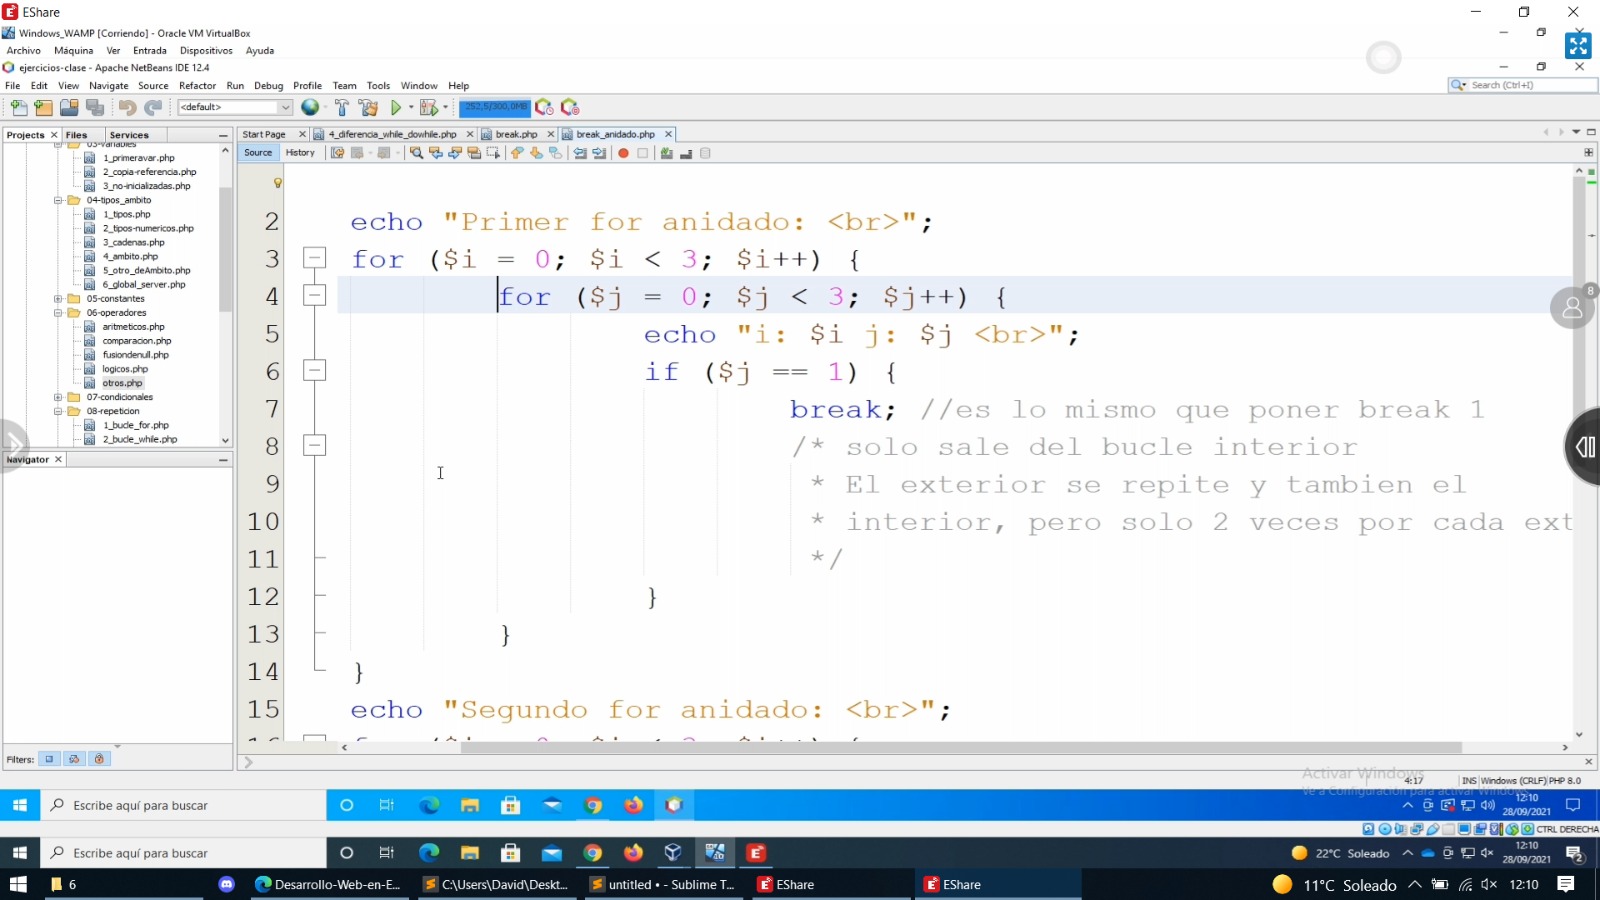 EShare
Windows_WAMP [Corriendo] - Oracle VM VirtualBox
Archivo Máquina Ver Entrada Dispositivos Ayuda
ejercicios-clase - Apache NetBeans IDE 12.4
File Edit View Navigate Source Refactor Run Debug Profile Team Tools Window Help
Search (Ctrl+I)
<default>
252,5/300,0MB
Projects Files Services
Start Page 4_diferencia_while_dowhile.php break.php break_anidado.php
Source History
03-variables
1_primeravar.php
2_copia-referencia.php
3_no-inicializadas.php
04-tipos_ambito
1_tipos.php
2_tipos-numericos.php
3_cadenas.php
4_ambito.php
5_otro_deAmbito.php
6_global_server.php
05-constantes
06-operadores
aritmeticos.php
comparacion.php
fusiondenull.php
logicos.php
otros.php
07-condicionales
08-repeticion
1_bucle_for.php
2_bucle_while.php
Navigator
Filters:
2 echo "Primer for anidado: <br>";
3 for ($i = 0; $i < 3; $i++) {
4 for ($j = 0; $j < 3; $j++) {
5 echo "i: $i j: $j <br>";
6 if ($j == 1) {
7 break; //es lo mismo que poner break 1
8 /* solo sale del bucle interior
9 * El exterior se repite y tambien el
10 * interior, pero solo 2 veces por cada ext
11 */
12 }
13 }
14 }
15 echo "Segundo for anidado: <br>";
8
Activar Windows
Ve a Configuración para activar Windows.
4:17 INS Windows (CRLF) PHP 8.0
Escribe aquí para buscar
12:10
28/09/2021
CTRL DERECHA
Escribe aquí para buscar
22°C Soleado
12:10
28/09/2021
2
6
Desarrollo-Web-en-E...
C:\Users\David\Deskt...
untitled • - Sublime T...
EShare
EShare
11°C Soleado
12:10